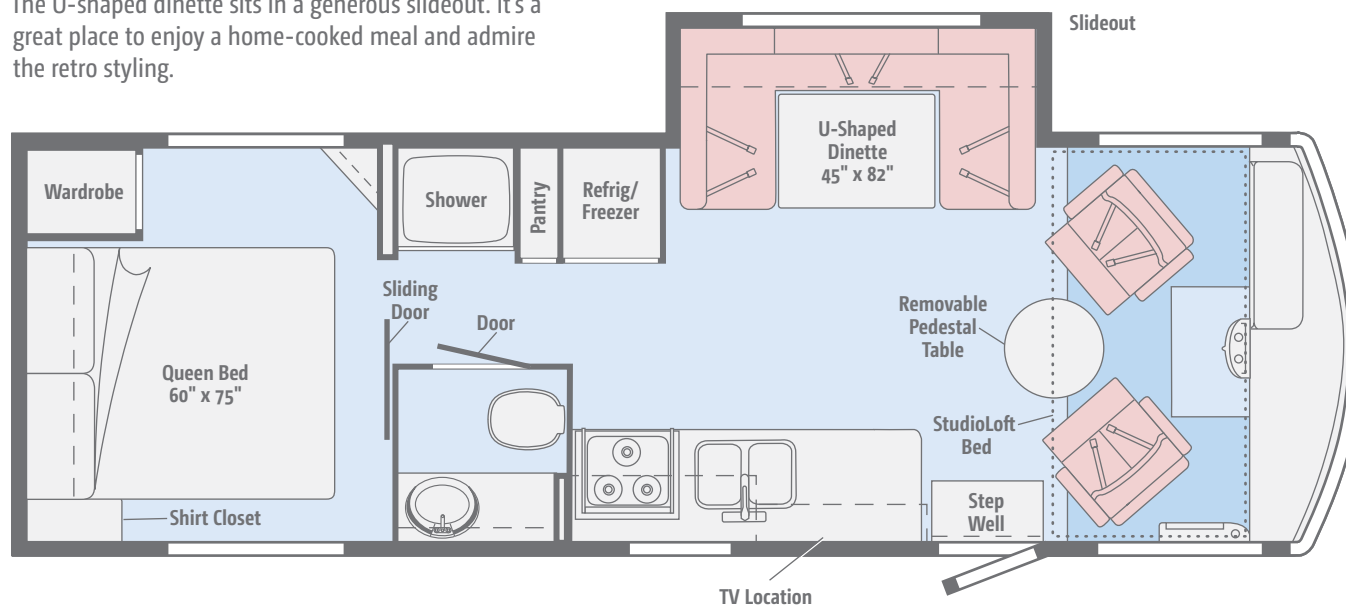 The U-shaped dinette sits in a generous slideout. It's a
great place to enjoy a home-cooked meal and admire
the retro styling.
Slideout
U-Shaped
Dinette
45" x 82"
Wardrobe
Shower
Pantry
Refrig/
Freezer
Sliding
Door
Door
Removable
Pedestal
Table
Queen Bed
60" x 75"
StudioLoft
Bed
Shirt Closet
Step
Well
TV Location